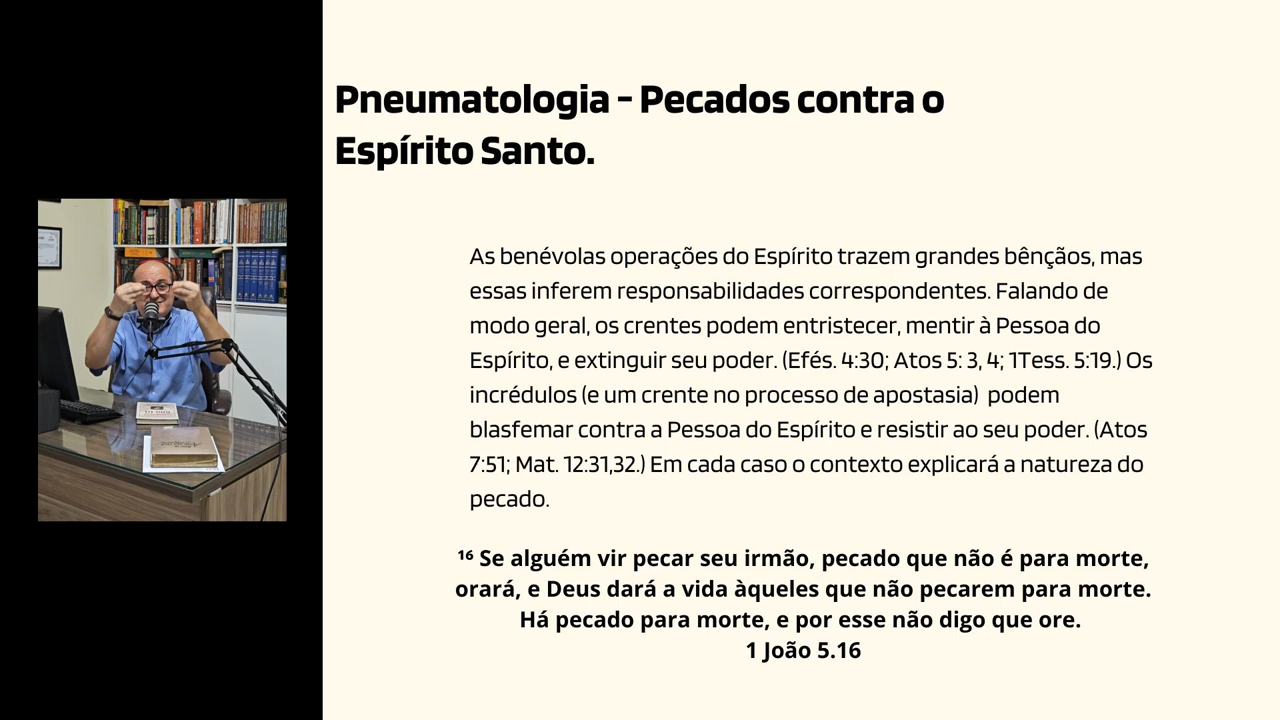 Pneumatologia - Pecados contra o
Espírito Santo.
As benévolas operações do Espírito trazem grandes bênçãos, mas
essas inferem responsabilidades correspondentes. Falando de
modo geral, os crentes podem entristecer, mentir à Pessoa do
Espírito, e extinguir seu poder. (Efés. 4:30; Atos 5: 3, 4; 1Tess. 5:19.) Os
incrédulos (e um crente no processo de apostasia)  podem
blasfemar contra a Pessoa do Espírito e resistir ao seu poder. (Atos
7:51; Mat. 12:31,32.) Em cada caso o contexto explicará a natureza do
pecado.
¹⁶ Se alguém vir pecar seu irmão, pecado que não é para morte,
orará, e Deus dará a vida àqueles que não pecarem para morte.
Há pecado para morte, e por esse não digo que ore.
1 João 5.16